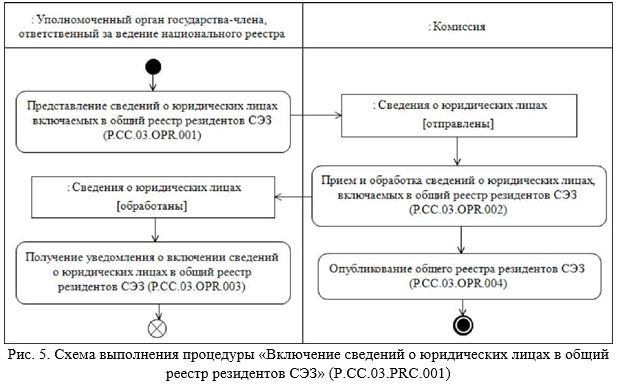 : Уполномоченный орган государства-члена,
ответственный за ведение национального реестра
: Комиссия
Представление сведений о юридических лицах
включаемых в общий реестр резидентов СЭЗ
(P.CC.03.OPR.001)
: Сведения о юридических лицах
[отправлены]
Прием и обработка сведений о юридических лицах,
включаемых в общий реестр резидентов СЭЗ
(P.CC.03.OPR.002)
: Сведения о юридических лицах
[обработаны]
Получение уведомления о включении сведений
о юридических лицах в общий реестр
резидентов СЭЗ (P.CC.03.OPR.003)
Опубликование общего реестра резидентов СЭЗ
(P.CC.03.OPR.004)
Рис. 5. Схема выполнения процедуры «Включение сведений о юридических лицах в общий
реестр резидентов СЭЗ» (P.CC.03.PRC.001)